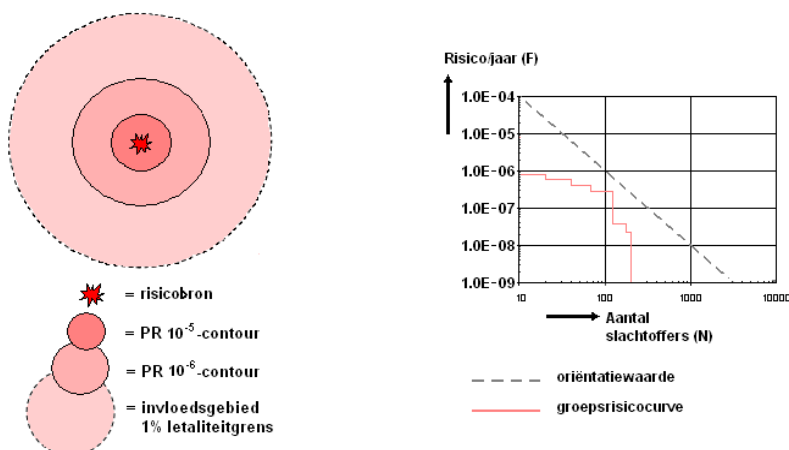 = risicobron
= PR 10-5-contour
= PR 10-6-contour
= invloedsgebied
1% letaliteitgrens
Risico/jaar (F)
1.0E-04
1.0E-05
1.0E-06
1.0E-07
1.0E-08
1.0E-09
10 100 1000 10000
Aantal
slachtoffers (N)
oriëntatiewaarde
groepsrisicocurve